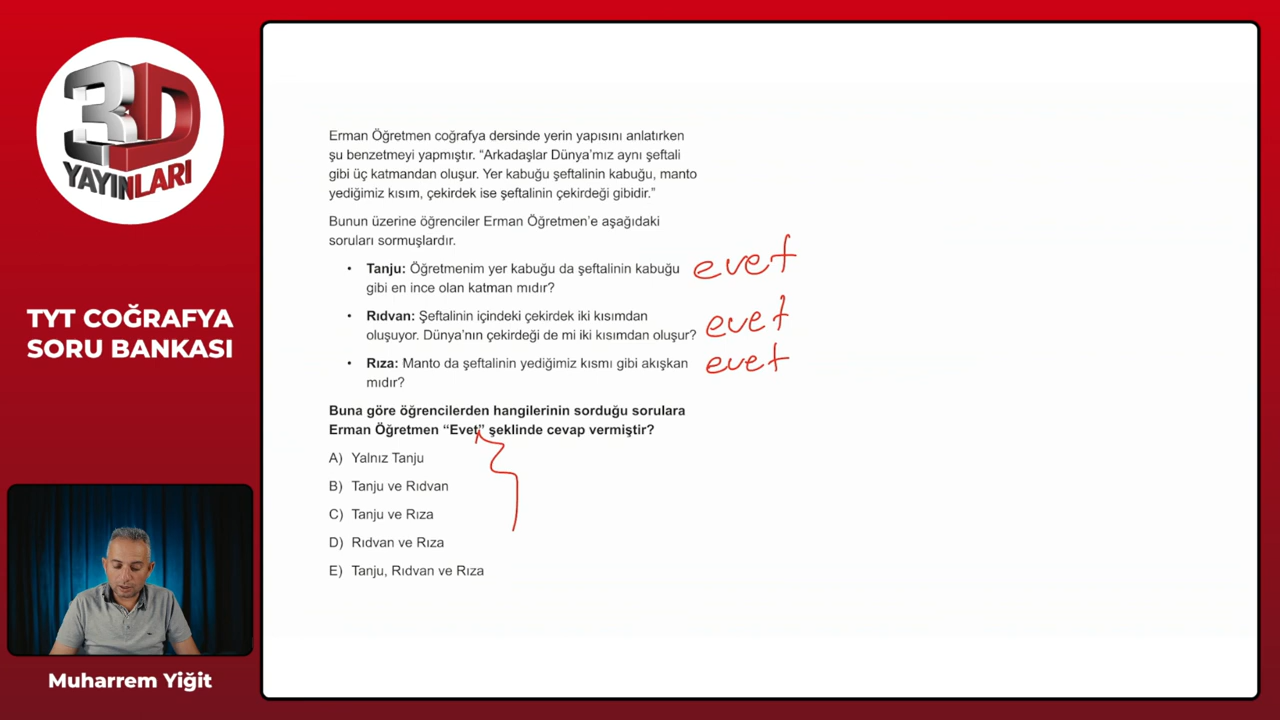 3D
YAYINLARI
TYT COĞRAFYA
SORU BANKASI
Muharrem Yiğit
Erman Öğretmen coğrafya dersinde yerin yapısını anlatırken
şu benzetmeyi yapmıştır. “Arkadaşlar Dünya’mız aynı şeftali
gibi üç katmandan oluşur. Yer kabuğu şeftalinin kabuğu, manto
yediğimiz kısım, çekirdek ise şeftalinin çekirdeği gibidir.”
Bunun üzerine öğrenciler Erman Öğretmen’e aşağıdaki
soruları sormuşlardır.
• Tanju: Öğretmenim yer kabuğu da şeftalinin kabuğu evet
gibi en ince olan katman mıdır?
• Rıdvan: Şeftalinin içindeki çekirdek iki kısımdan
oluşuyor. Dünya’nın çekirdeği de mi iki kısımdan oluşur? evet
• Rıza: Manto da şeftalinin yediğimiz kısmı gibi akışkan evet
mıdır?
Buna göre öğrencilerden hangilerinin sorduğu sorulara
Erman Öğretmen “Evet” şeklinde cevap vermiştir?
A) Yalnız Tanju
B) Tanju ve Rıdvan
C) Tanju ve Rıza
D) Rıdvan ve Rıza
E) Tanju, Rıdvan ve Rıza